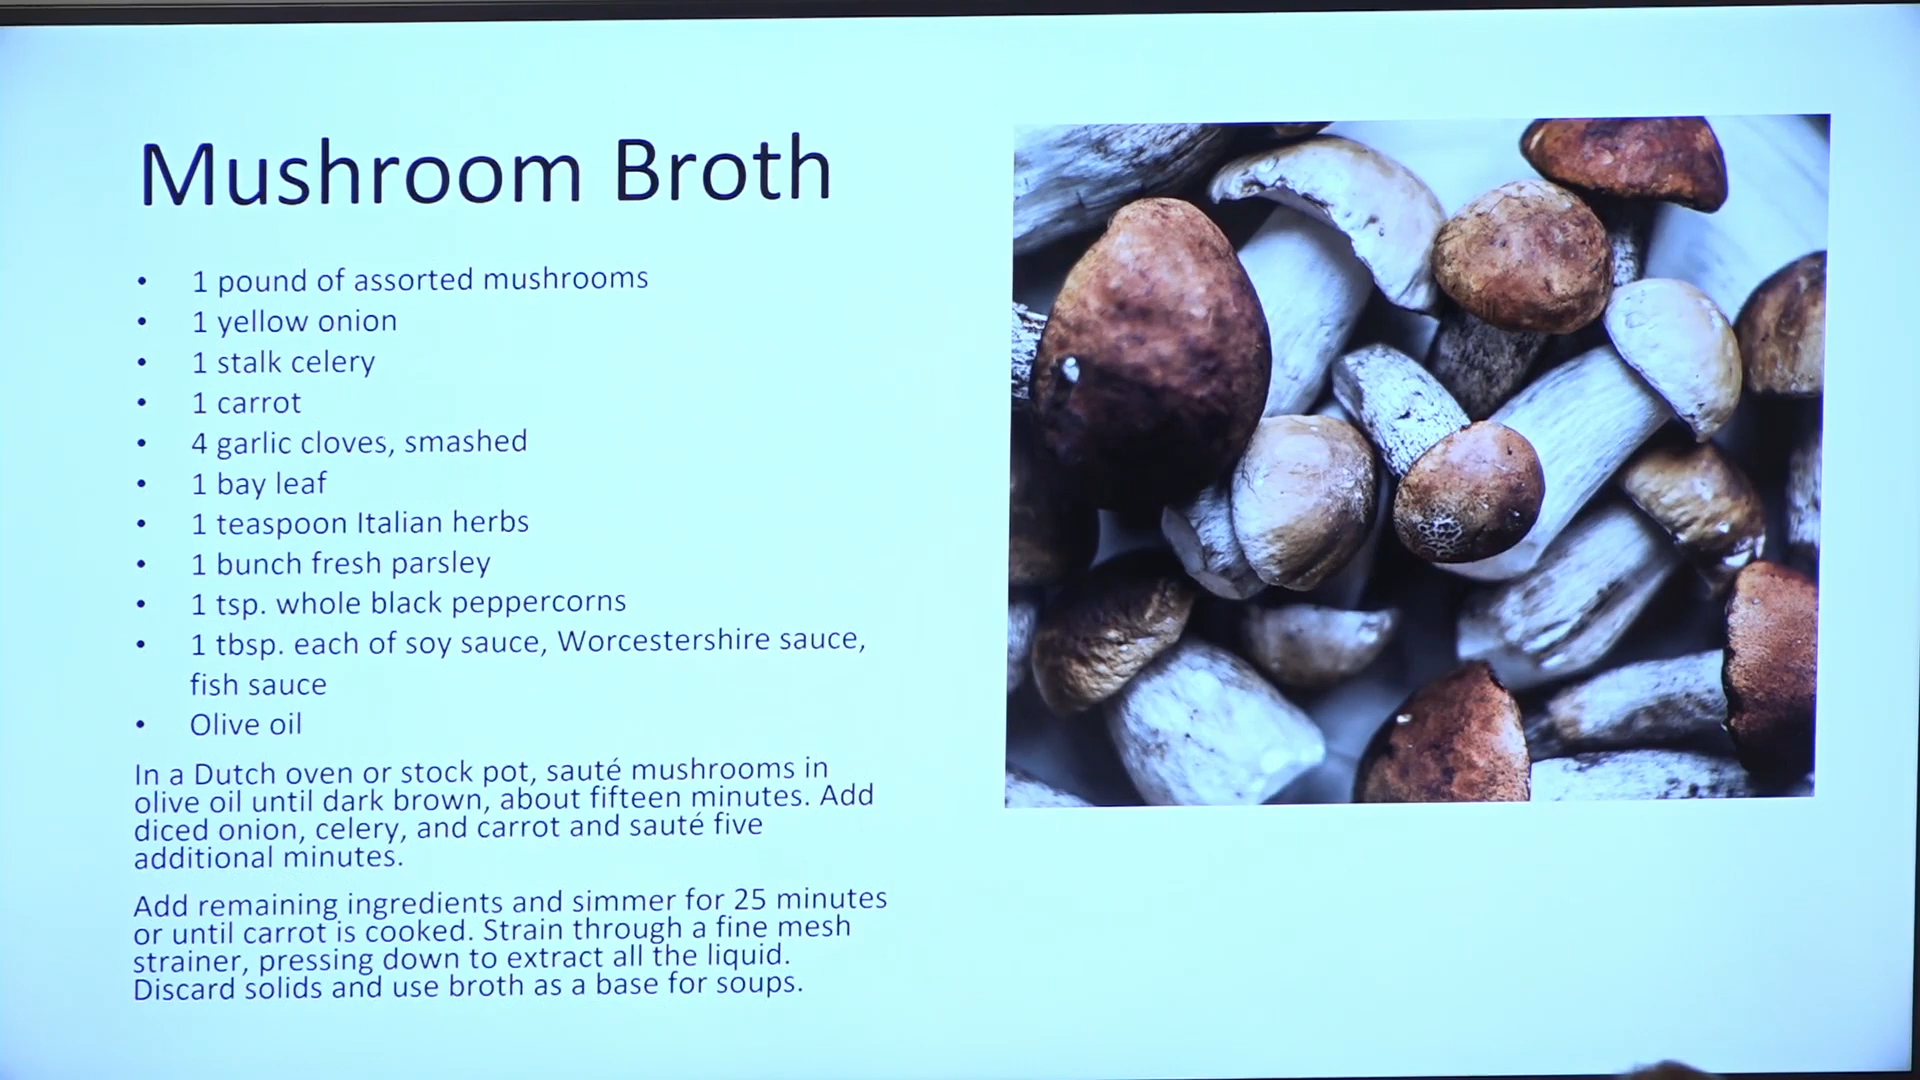 Mushroom Broth
• 1 pound of assorted mushrooms
• 1 yellow onion
• 1 stalk celery
• 1 carrot
• 4 garlic cloves, smashed
• 1 bay leaf
• 1 teaspoon Italian herbs
• 1 bunch fresh parsley
• 1 tsp. whole black peppercorns
• 1 tbsp. each of soy sauce, Worcestershire sauce,
fish sauce
• Olive oil
In a Dutch oven or stock pot, sauté mushrooms in
olive oil until dark brown, about fifteen minutes. Add
diced onion, celery, and carrot and sauté five
additional minutes.
Add remaining ingredients and simmer for 25 minutes
or until carrot is cooked. Strain through a fine mesh
strainer, pressing down to extract all the liquid.
Discard solids and use broth as a base for soups.